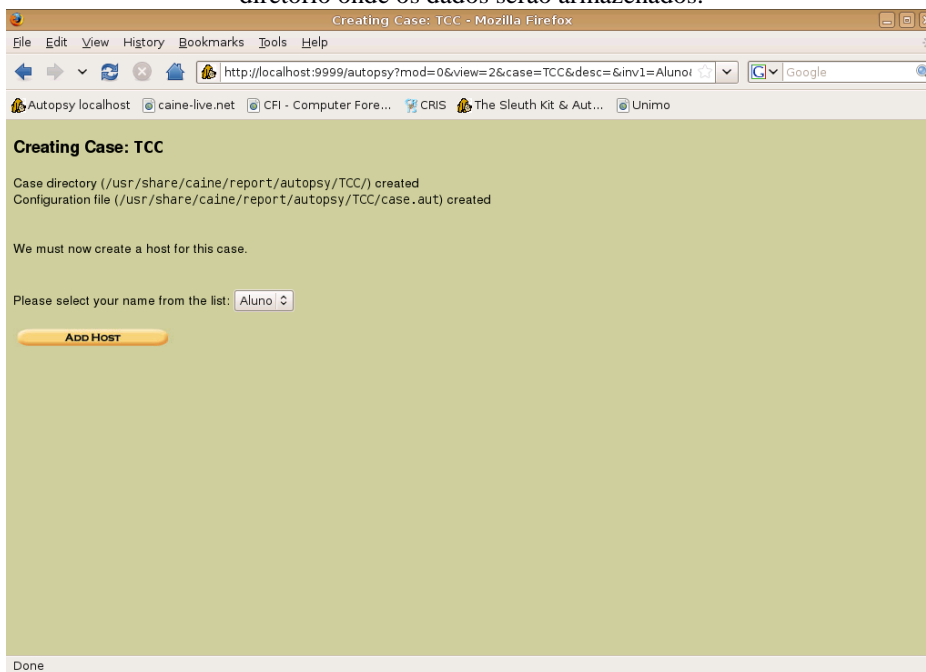 diretório onde os dados serão armazenados.
Creating Case: TCC - Mozilla Firefox
File Edit View History Bookmarks Tools Help
http://localhost:9999/autopsy?mod=0&view=2&case=TCC&desc=&inv1=Aluno
Google
Autopsy localhost caine-live.net CFI - Computer Fore... CRIS The Sleuth Kit & Aut... Unimo
Creating Case: TCC
Case directory (/usr/share/caine/report/autopsy/TCC/) created
Configuration file (/usr/share/caine/report/autopsy/TCC/case.aut) created
We must now create a host for this case.
Please select your name from the list: Aluno
ADD HOST
Done